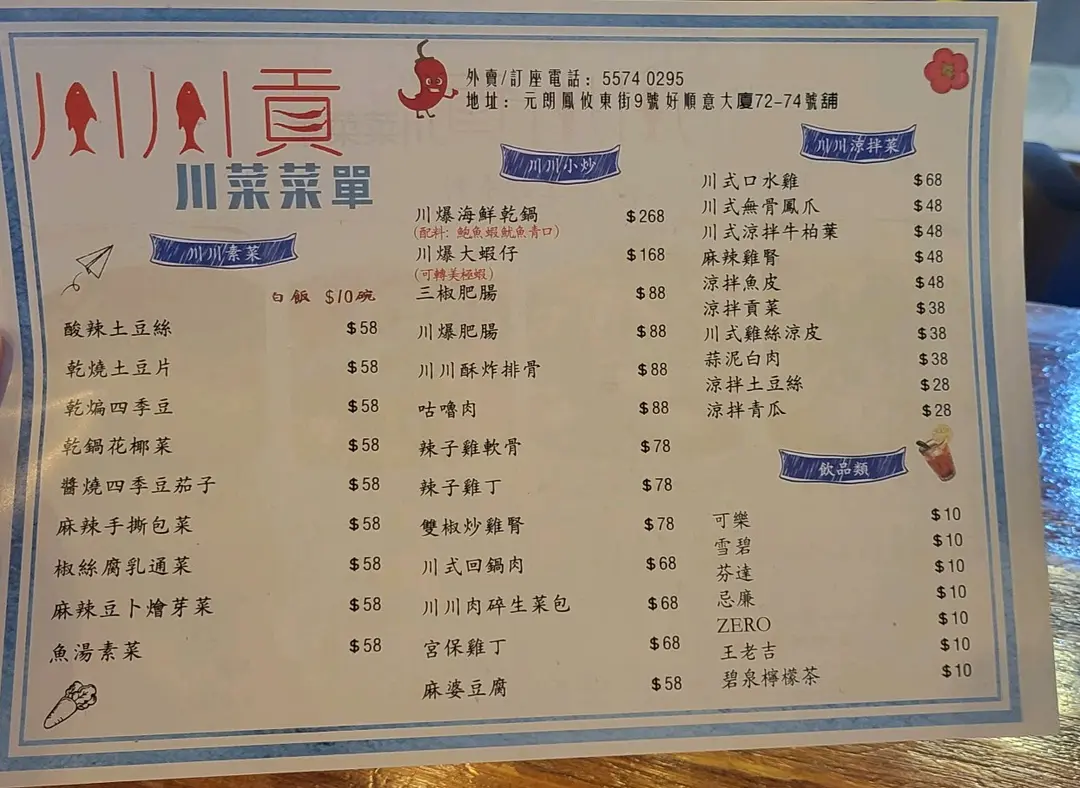 川川貢
川菜菜單
外賣/訂座電話：5574 0295
地址：元朗鳳攸東街9號好順意大廈72-74號舖
川川素菜
白飯 $10碗
酸辣土豆絲 $58
乾燒土豆片 $58
乾煸四季豆 $58
乾鍋花椰菜 $58
醬燒四季豆茄子 $58
麻辣手撕包菜 $58
椒絲腐乳通菜 $58
麻辣豆卜燴芽菜 $58
魚湯素菜 $58
川川小炒
川爆海鮮乾鍋 $268
(配料: 鮑魚蝦魷魚青口)
川爆大蝦仔 $168
(可轉美極蝦)
三椒肥腸 $88
川爆肥腸 $88
川川酥炸排骨 $88
咕嚕肉 $88
辣子雞軟骨 $78
辣子雞丁 $78
雙椒炒雞腎 $78
川式回鍋肉 $68
川川肉碎生菜包 $68
宮保雞丁 $68
麻婆豆腐 $58
川川涼拌菜
川式口水雞 $68
川式無骨鳳爪 $48
川式涼拌牛柏葉 $48
麻辣雞腎 $48
涼拌魚皮 $48
涼拌貢菜 $38
川式雞絲涼皮 $38
蒜泥白肉 $38
涼拌土豆絲 $28
涼拌青瓜 $28
飲品類
可樂 $10
雪碧 $10
芬達 $10
忌廉 $10
ZERO $10
王老吉 $10
碧泉檸檬茶 $10